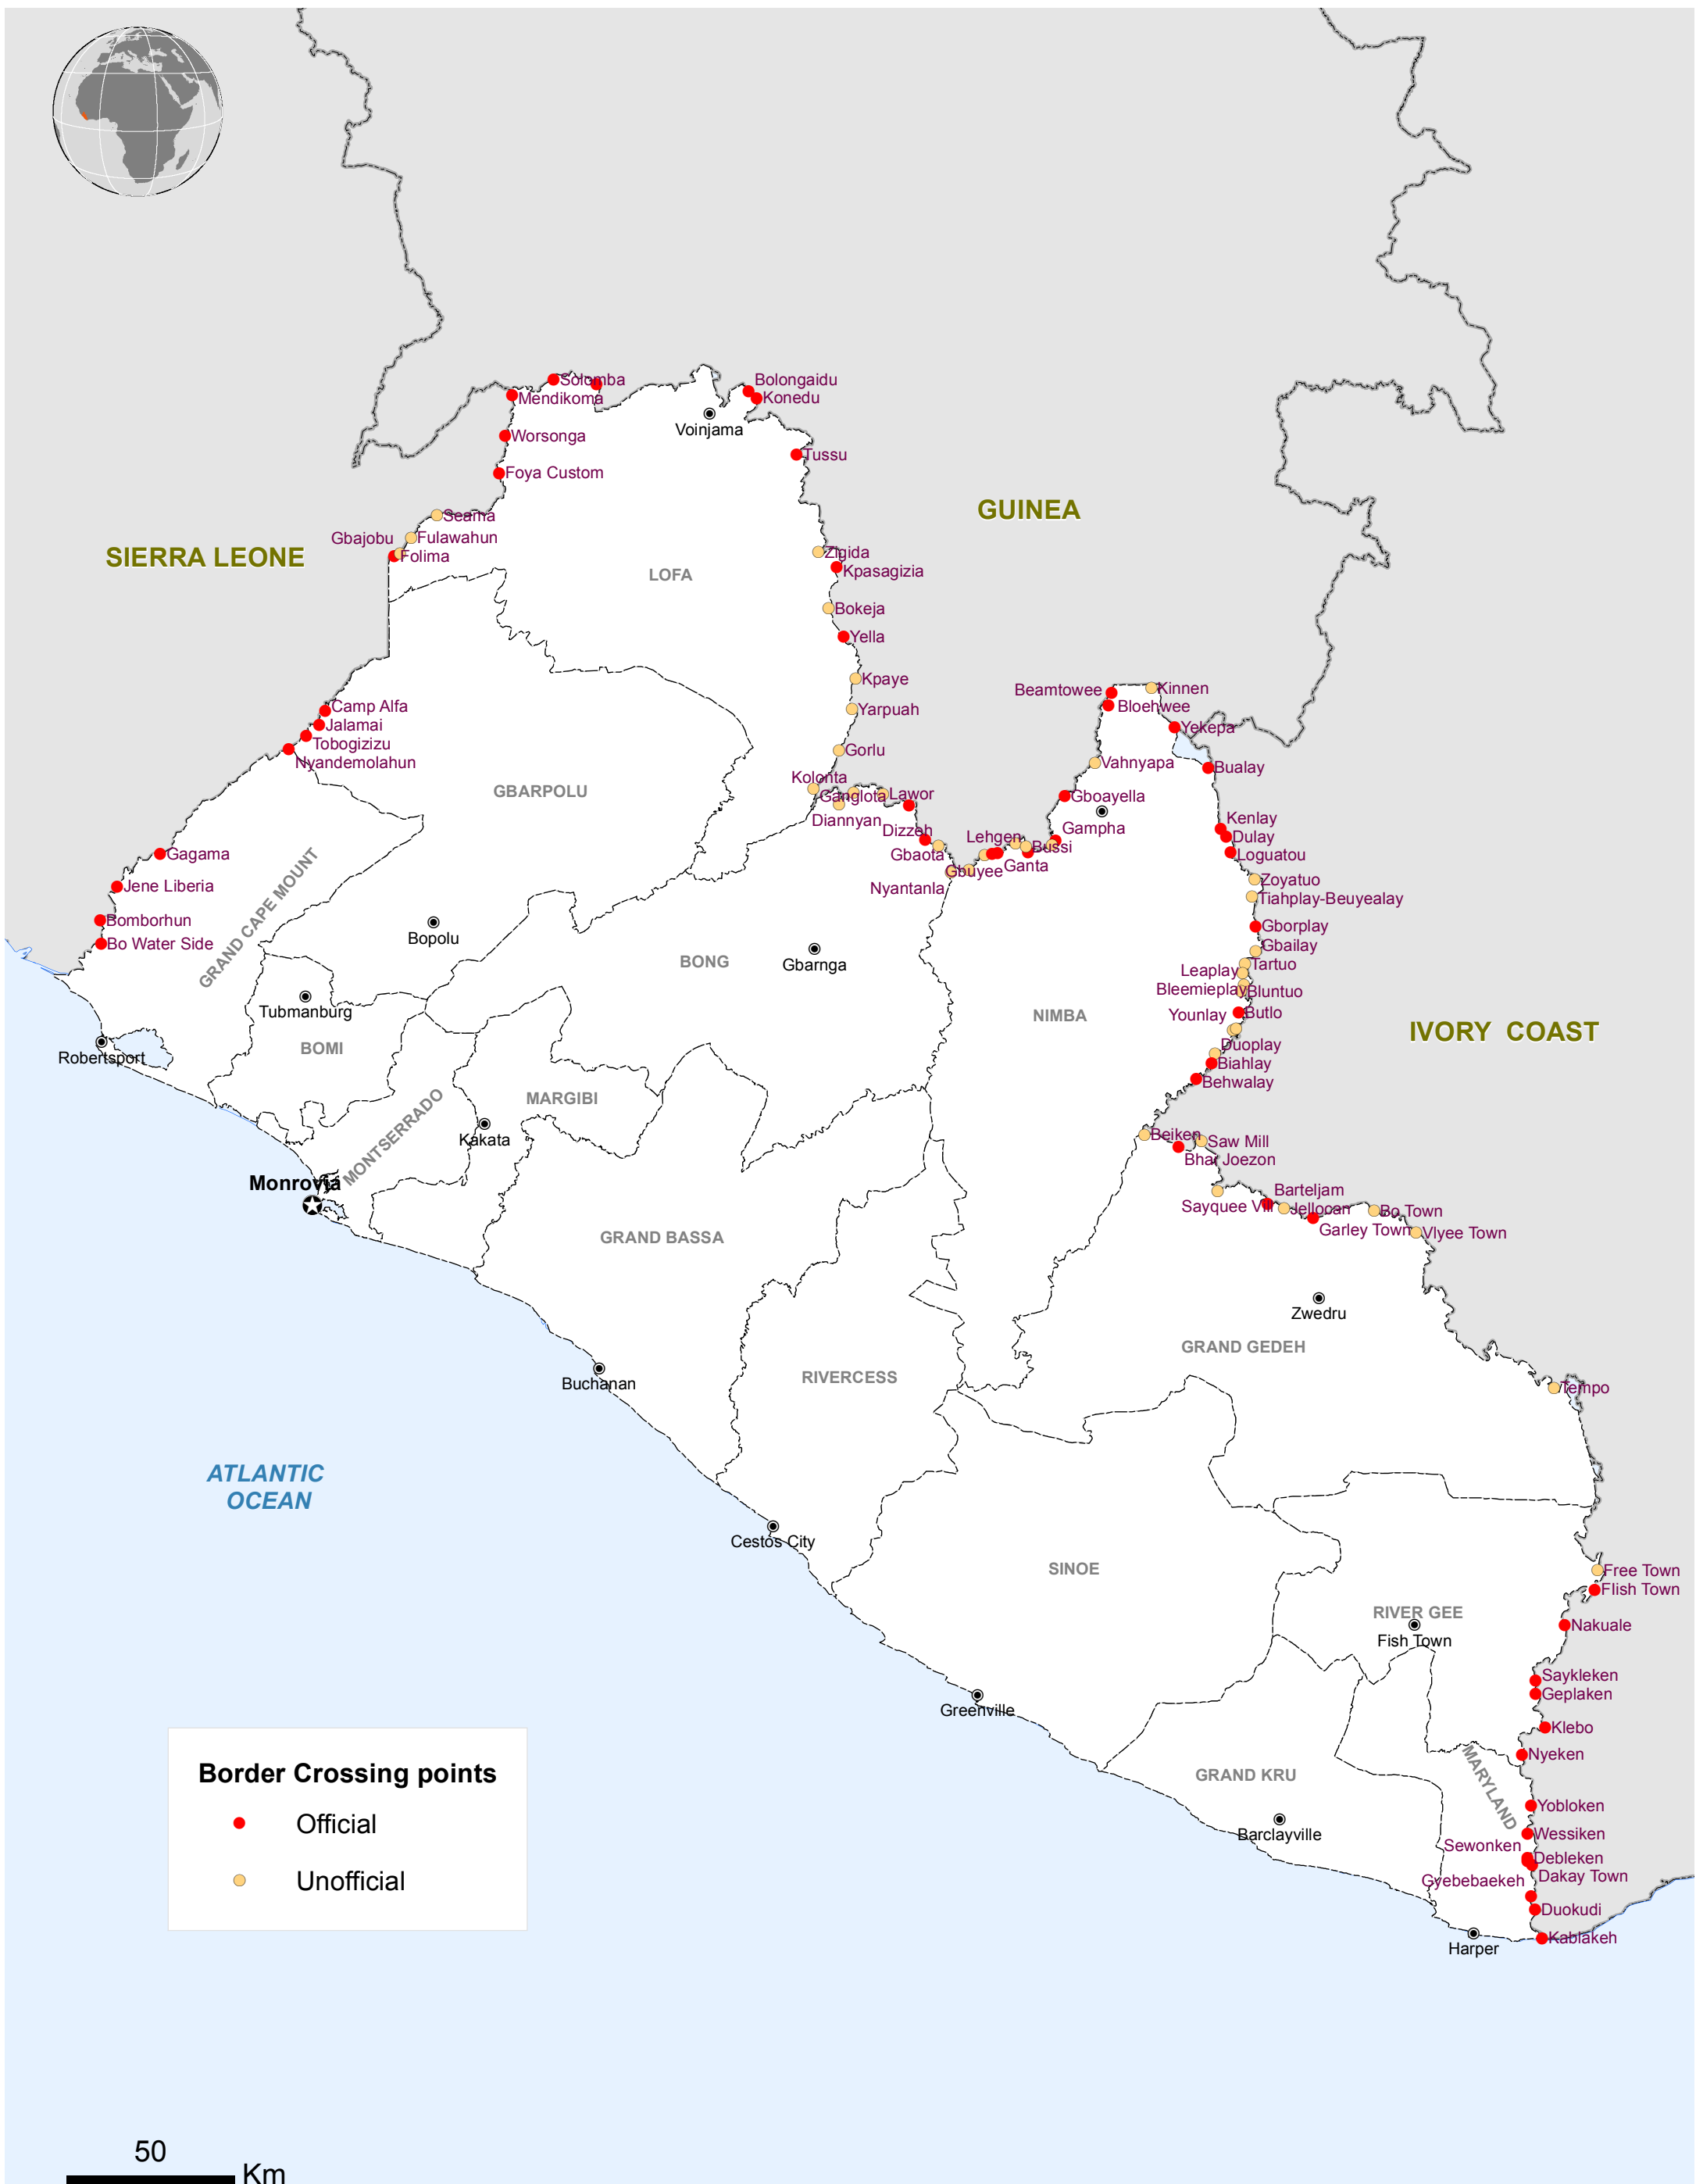 Solomba
Mendikoma
Bolongaidu
Konedu
Voinjama
Worsonga
Tussu
Foya Custom
GUINEA
Seama
Gbajobu
Fulawahun
SIERRA LEONE
Folima
Zigida
LOFA
Kpasagizia
Bokeja
Yella
Kpaye
Beamtowee
Kinnen
Camp Alfa
Bloehwee
Yarpuah
Jalamai
Yekepa
Tobogizizu
Gorlu
Nyandemolahun
Vahnyapa
Bualay
Kolonta
GBARPOLU
Ganglota
Lawor
Gboayella
Diannyan
Kenlay
Dizzeh
Gampha
Lehgen
Dulay
Bussi
Gagama
Gbaota
Loguatou
Ganta
Gbuyee
Jene Liberia
Nyantanla
Zoyatuo
Tiahplay-Beuyealay
GRAND CAPE MOUNT
Bomborhun
Gborplay
Bopolu
Bo Water Side
Gbailay
BONG
Gbarnga
Tartuo
Leaplay
Bleemieplay
Bluntuo
Tubmanburg
Butlo
NIMBA
Younlay
IVORY COAST
BOMI
Duoplay
Robertsport
Biahlay
Behwalay
MARGIBI
MONTSERRADO
Kakata
Beiken
Saw Mill
Bhai Joezon
Monrovia
Barteljam
Sayquee Vill
Jellocan
Bo Town
Garley Town
Vlyee Town
GRAND BASSA
Zwedru
GRAND GEDEH
RIVERCESS
Buchanan
Tempo
ATLANTIC
OCEAN
Cestos City
SINOE
Free Town
FIish Town
RIVER GEE
Nakuale
Fish Town
Saykleken
Geplaken
Greenville
Klebo
Nyeken
Border Crossing points
GRAND KRU
MARYLAND
Yobloken
Official
Barclayville
Wessiken
Sewonken
Debleken
Dakay Town
Unofficial
Gyebebaekeh
Duokudi
Kablakeh
Harper
50
Km